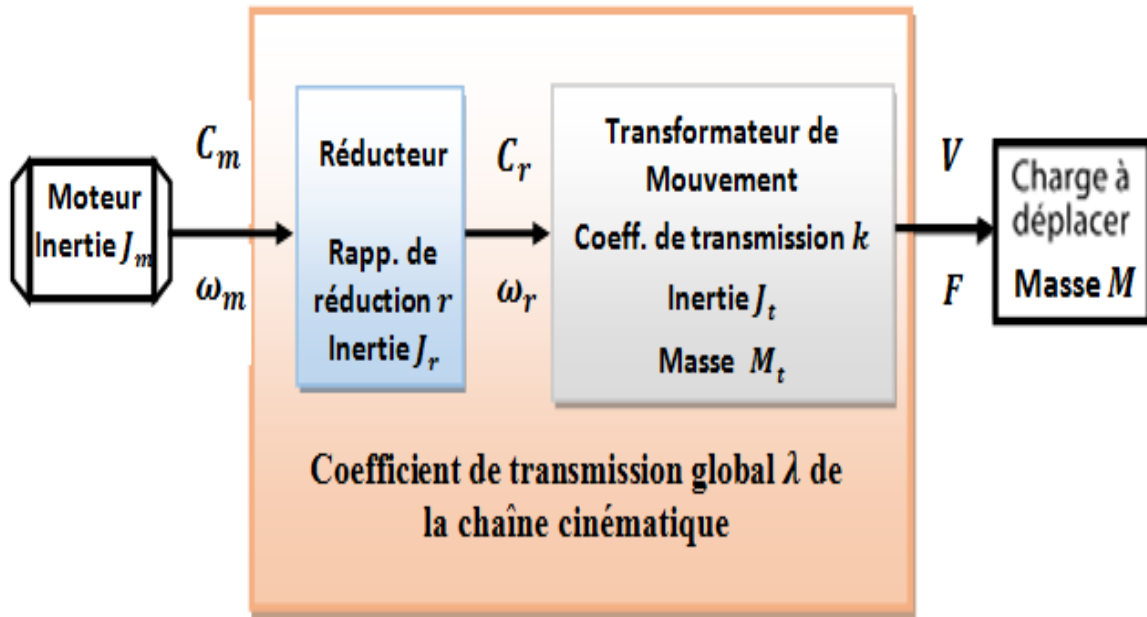 Moteur
Inertie J_m
C_m
ω_m
Réducteur
Rapp. de
réduction r
Inertie J_r
C_r
ω_r
Transformateur de
Mouvement
Coeff. de transmission k
Inertie J_t
Masse M_t
V
F
Charge à
déplacer
Masse M
Coefficient de transmission global λ de
la chaîne cinématique